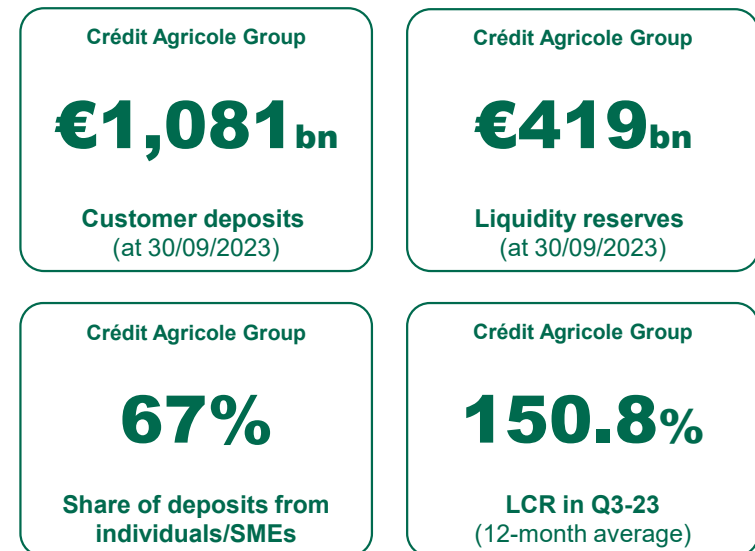 Crédit Agricole Group
€1,081bn
Customer deposits
(at 30/09/2023)
Crédit Agricole Group
€419bn
Liquidity reserves
(at 30/09/2023)
Crédit Agricole Group
67%
Share of deposits from
individuals/SMEs
Crédit Agricole Group
150.8%
LCR in Q3-23
(12-month average)